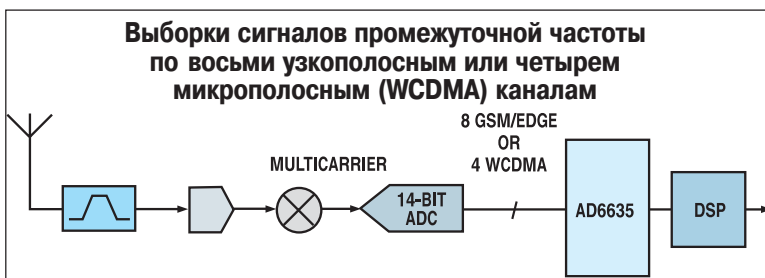 Выборки сигналов промежуточной частоты
по восьми узкополосным или четырем
микрополосным (WCDMA) каналам
8 GSM/EDGE
OR
4 WCDMA
MULTICARRIER
14-BIT
ADC
AD6635
DSP